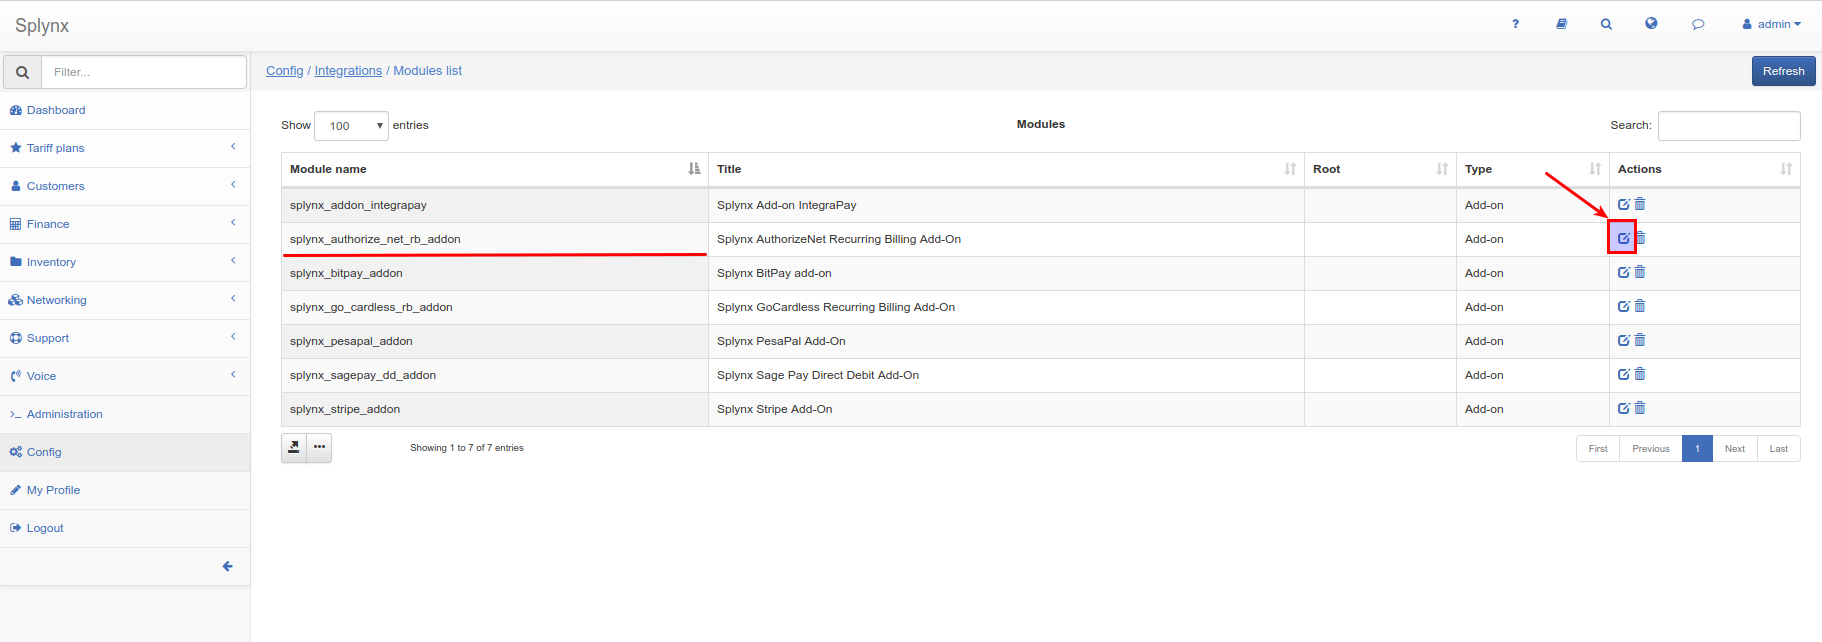 Splynx
? admin
Filter...
Config / Integrations / Modules list
Refresh
Dashboard
Tariff plans
Customers
Finance
Inventory
Networking
Support
Voice
Administration
Config
My Profile
Logout
Show 100 entries
Modules
Search:
Module name Title Root Type Actions
splynx_addon_integrapay Splynx Add-on IntegraPay Add-on
splynx_authorize_net_rb_addon Splynx AuthorizeNet Recurring Billing Add-On Add-on
splynx_bitpay_addon Splynx BitPay add-on Add-on
splynx_go_cardless_rb_addon Splynx GoCardless Recurring Billing Add-On Add-on
splynx_pesapal_addon Splynx PesaPal Add-On Add-on
splynx_sagepay_dd_addon Splynx Sage Pay Direct Debit Add-On Add-on
splynx_stripe_addon Splynx Stripe Add-On Add-on
Showing 1 to 7 of 7 entries
First Previous 1 Next Last